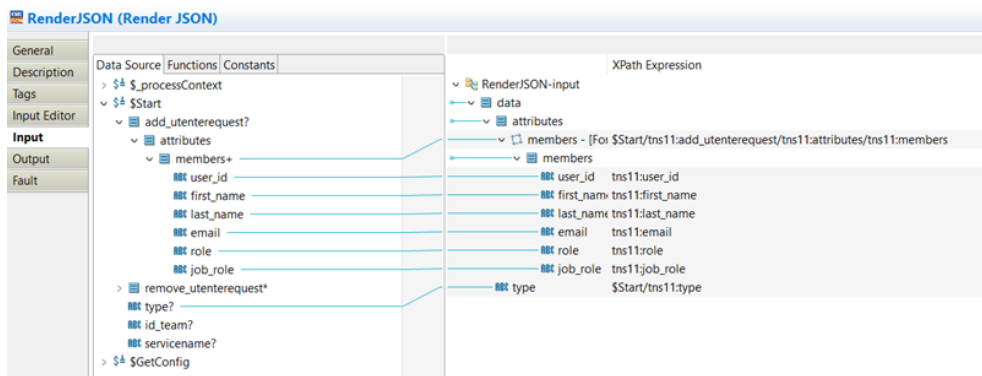 RenderJSON (Render JSON)
General
Description
Tags
Input Editor
Input
Output
Fault
Data Source Functions Constants
$_processContext
$Start
add_utenterequest?
attributes
members+
user_id
first_name
last_name
email
role
job_role
remove_utenterequest*
type?
id_team?
servicename?
$GetConfig
XPath Expression
RenderJSON-input
data
attributes
members - [For $Start/tns11:add_utenterequest/tns11:attributes/tns11:members
members
user_id tns11:user_id
first_nam tns11:first_name
last_name tns11:last_name
email tns11:email
role tns11:role
job_role tns11:job_role
type $Start/tns11:type